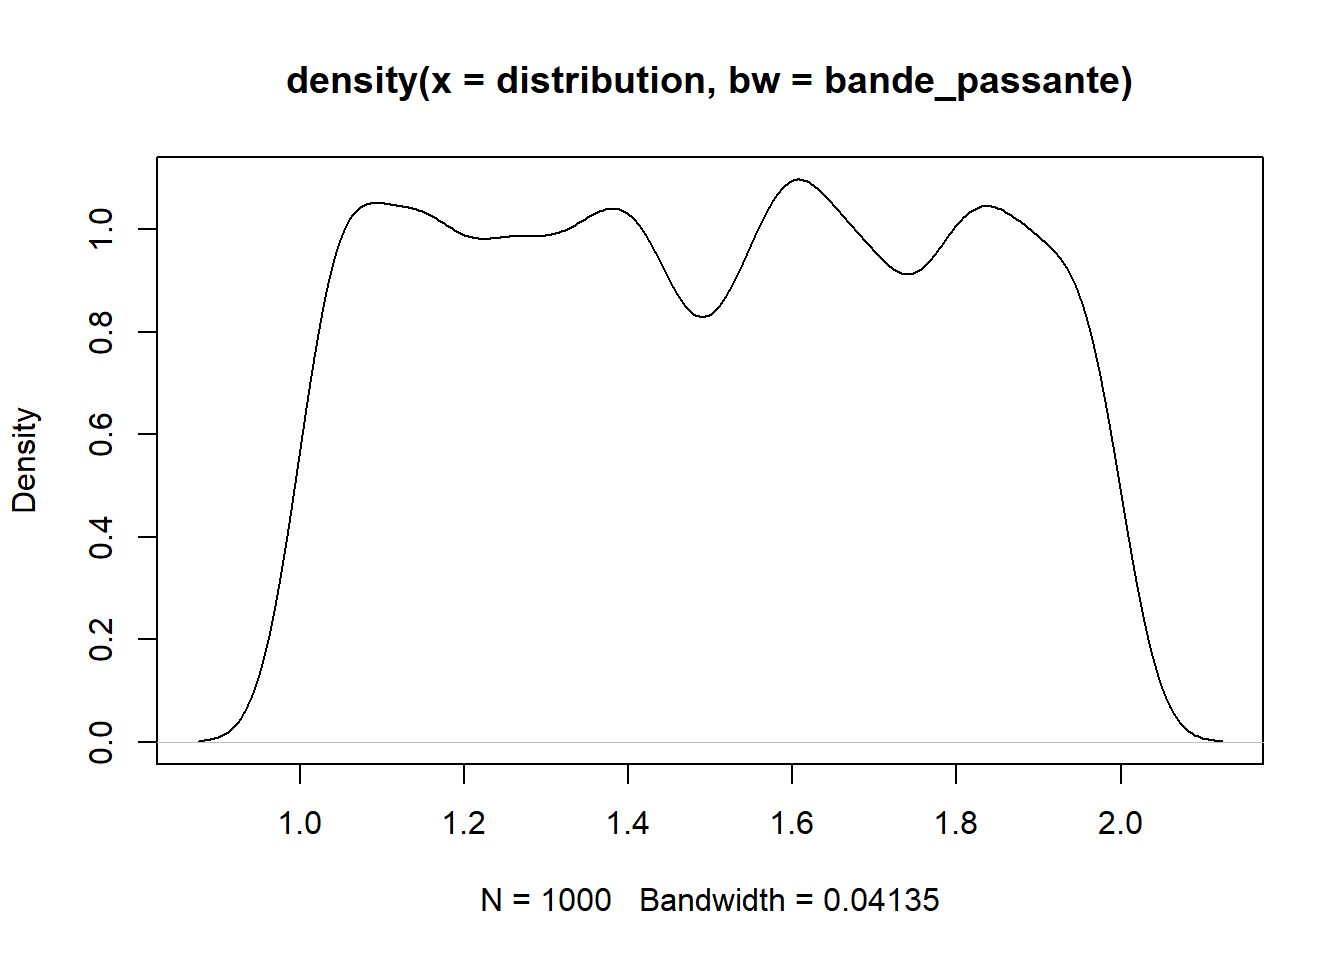 density(x = distribution, bw = bande_passante)
Density
1.0
0.8
0.6
0.4
0.2
0.0
1.0 1.2 1.4 1.6 1.8 2.0
N = 1000 Bandwidth = 0.04135